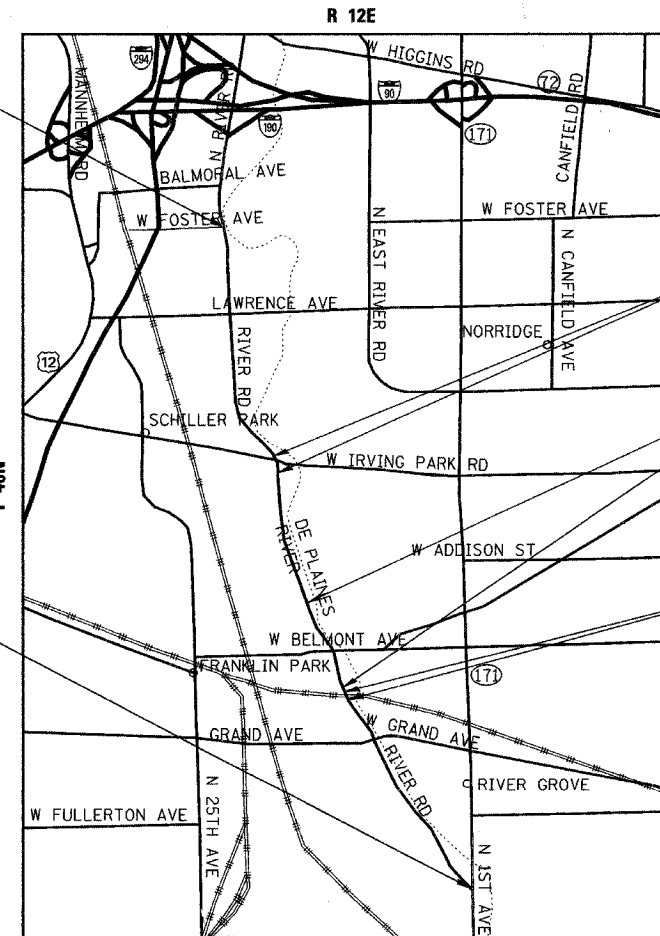 R 12E
W HIGGINS RD
294
MANNHEIM RD
90
72
N RIVER R
190
171
CANFIELD RD
BALMORAL AVE
W FOSTER AVE
W FOSTER AVE
N EAST RIVER RD
N CANFIELD AVE
LAWRENCE AVE
NORRIDGE
RIVER RD
12
SCHILLER PARK
W IRVING PARK RD
DE PLAINES
RIVER
W ADDISON ST
W BELMONT AVE
FRANKLIN PARK
171
W GRAND AVE
GRAND AVE
RIVER RD
RIVER GROVE
N 25TH AVE
W FULLERTON AVE
N 1ST AVE